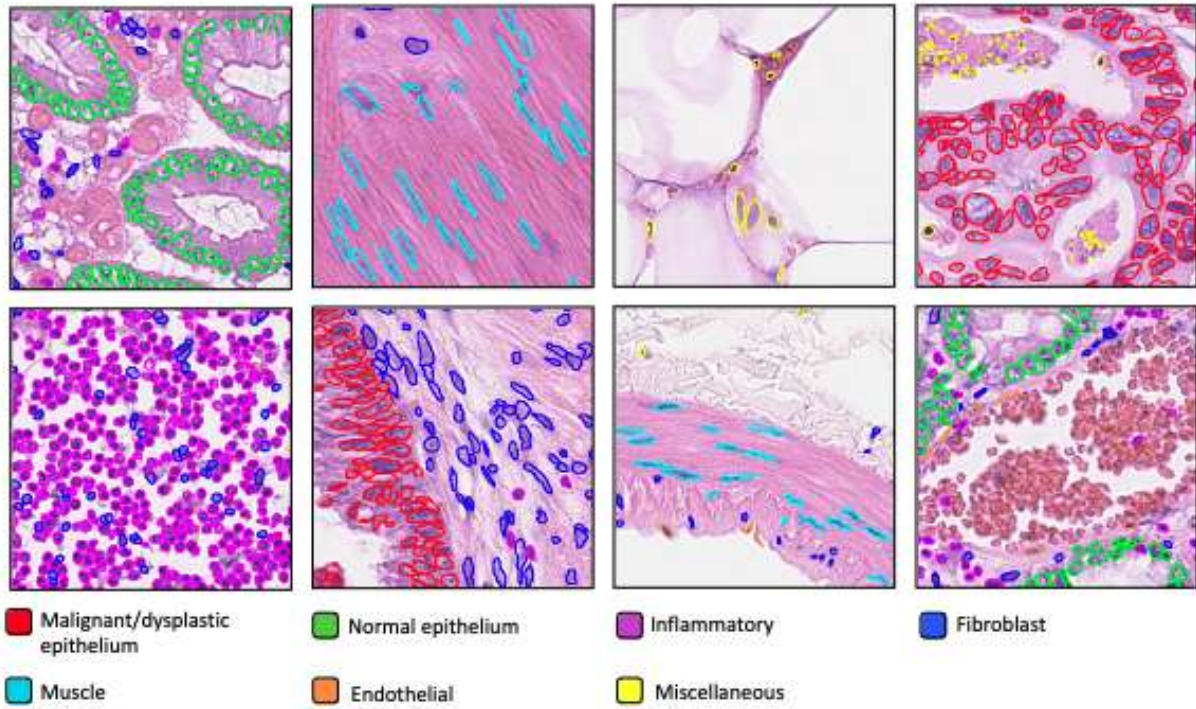 Malignant/dysplastic
epithelium
Normal epithelium
Inflammatory
Fibroblast
Muscle
Endothelial
Miscellaneous